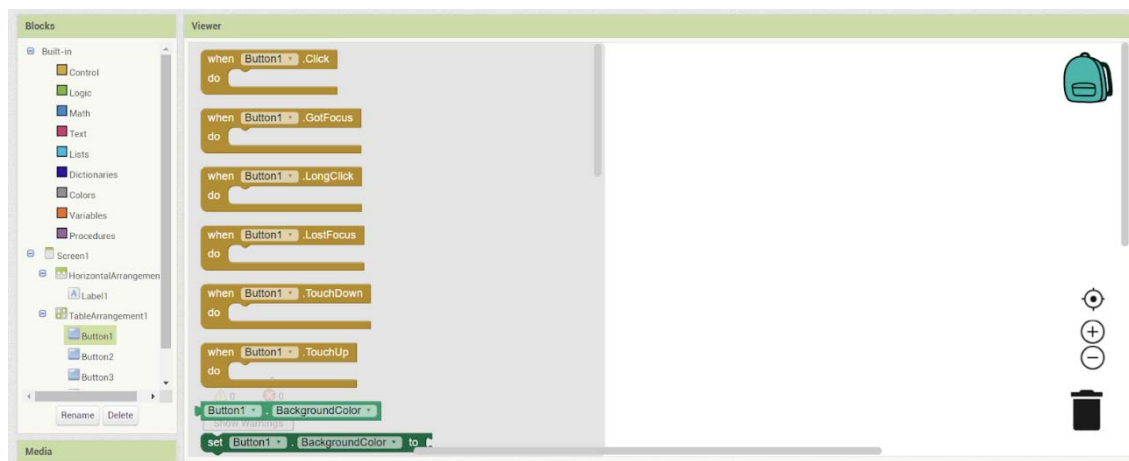 Blocks
Viewer
Built-in
Control
Logic
Math
Text
Lists
Dictionaries
Colors
Variables
Procedures
Screen1
HorizontalArrangemen
A Label1
TableArrangement1
Button1
Button2
Button3
Rename Delete
Media
when Button1 .Click
do
when Button1 .GotFocus
do
when Button1 .LongClick
do
when Button1 .LostFocus
do
when Button1 .TouchDown
do
when Button1 .TouchUp
do
0 0
Button1 . BackgroundColor
Show Warnings
set Button1 . BackgroundColor to